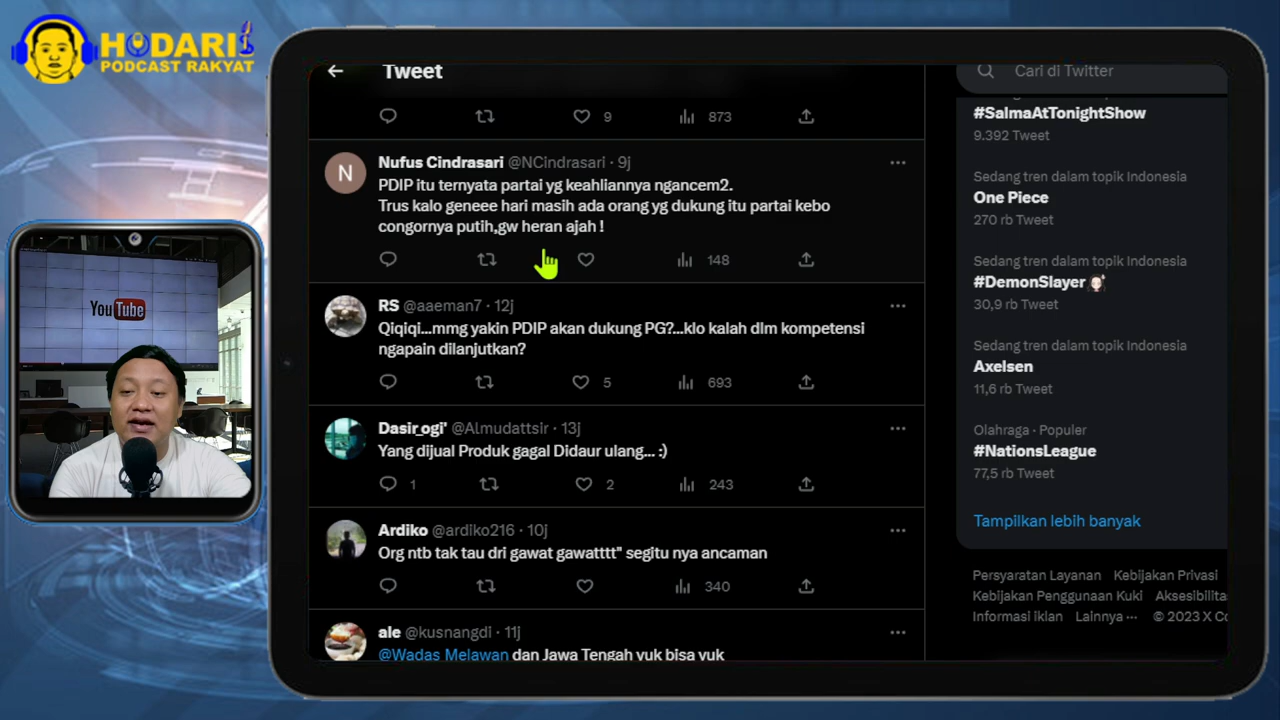 HODARI
PODCAST RAKYAT
YouTube
Tweet
9 873
N
Nufus Cindrasari @NCindrasari · 9j
PDIP itu ternyata partai yg keahliannya ngancem2.
Trus kalo geneee hari masih ada orang yg dukung itu partai kebo
congornya putih,gw heran ajah !
148
RS @aaeman7 · 12j
Qiqiqi...mmg yakin PDIP akan dukung PG?...klo kalah dlm kompetensi
ngapain dilanjutkan?
5 693
Dasir_ogi' @Almudattsir · 13j
Yang dijual Produk gagal Didaur ulang... :)
1 2 243
Ardiko @ardiko216 · 10j
Org ntb tak tau dri gawat gawatttt" segitu nya ancaman
340
ale @kusnangdi · 11j
@Wadas Melawan dan Jawa Tengah yuk bisa yuk
Cari di Twitter
#SalmaAtTonightShow
9.392 Tweet
Sedang tren dalam topik Indonesia
One Piece
270 rb Tweet
Sedang tren dalam topik Indonesia
#DemonSlayer
30,9 rb Tweet
Sedang tren dalam topik Indonesia
Axelsen
11,6 rb Tweet
Olahraga · Populer
#NationsLeague
77,5 rb Tweet
Tampilkan lebih banyak
Persyaratan Layanan Kebijakan Privasi
Kebijakan Penggunaan Kuki Aksesibilita
Informasi iklan Lainnya ··· © 2023 X Co